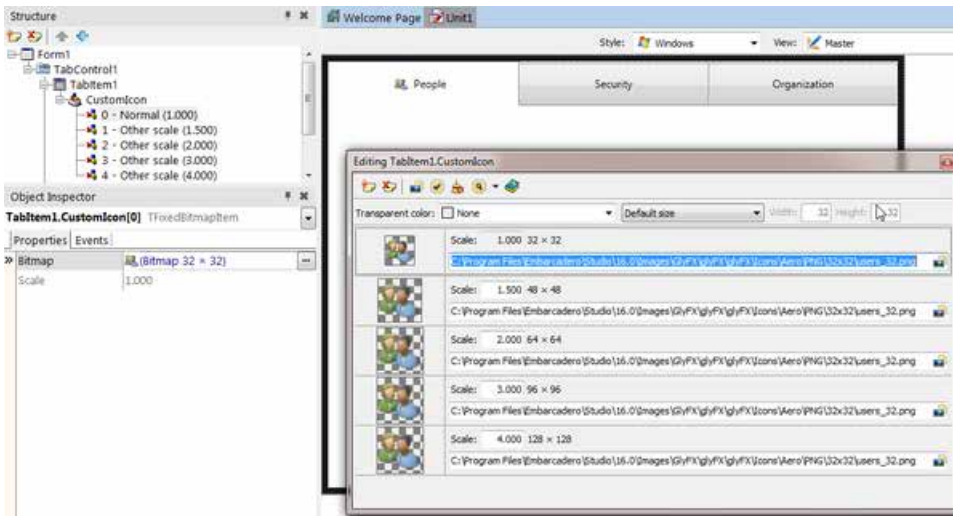 Structure
Form1
TabControl1
TabItem1
CustomIcon
0 - Normal (1.000)
1 - Other scale (1.500)
2 - Other scale (2.000)
3 - Other scale (3.000)
4 - Other scale (4.000)
Object Inspector
TabItem1.CustomIcon[0] TFixedBitmapItem
Properties Events
Bitmap (Bitmap 32 × 32)
Scale 1.000
Welcome Page Unit1
Style: Windows View: Master
People Security Organization
Editing TabItem1.CustomIcon
Transparent color: None Default size Width: 32 Height: 32
Scale: 1.000 32 × 32
C:\Program Files\Embarcadero\Studio\16.0\Images\GlyFX\glyFX\glyFX\Icons\Aero\PNG\32x32\users_32.png
Scale: 1.500 48 × 48
C:\Program Files\Embarcadero\Studio\16.0\Images\GlyFX\glyFX\glyFX\Icons\Aero\PNG\32x32\users_32.png
Scale: 2.000 64 × 64
C:\Program Files\Embarcadero\Studio\16.0\Images\GlyFX\glyFX\glyFX\Icons\Aero\PNG\32x32\users_32.png
Scale: 3.000 96 × 96
C:\Program Files\Embarcadero\Studio\16.0\Images\GlyFX\glyFX\glyFX\Icons\Aero\PNG\32x32\users_32.png
Scale: 4.000 128 × 128
C:\Program Files\Embarcadero\Studio\16.0\Images\GlyFX\glyFX\glyFX\Icons\Aero\PNG\32x32\users_32.png